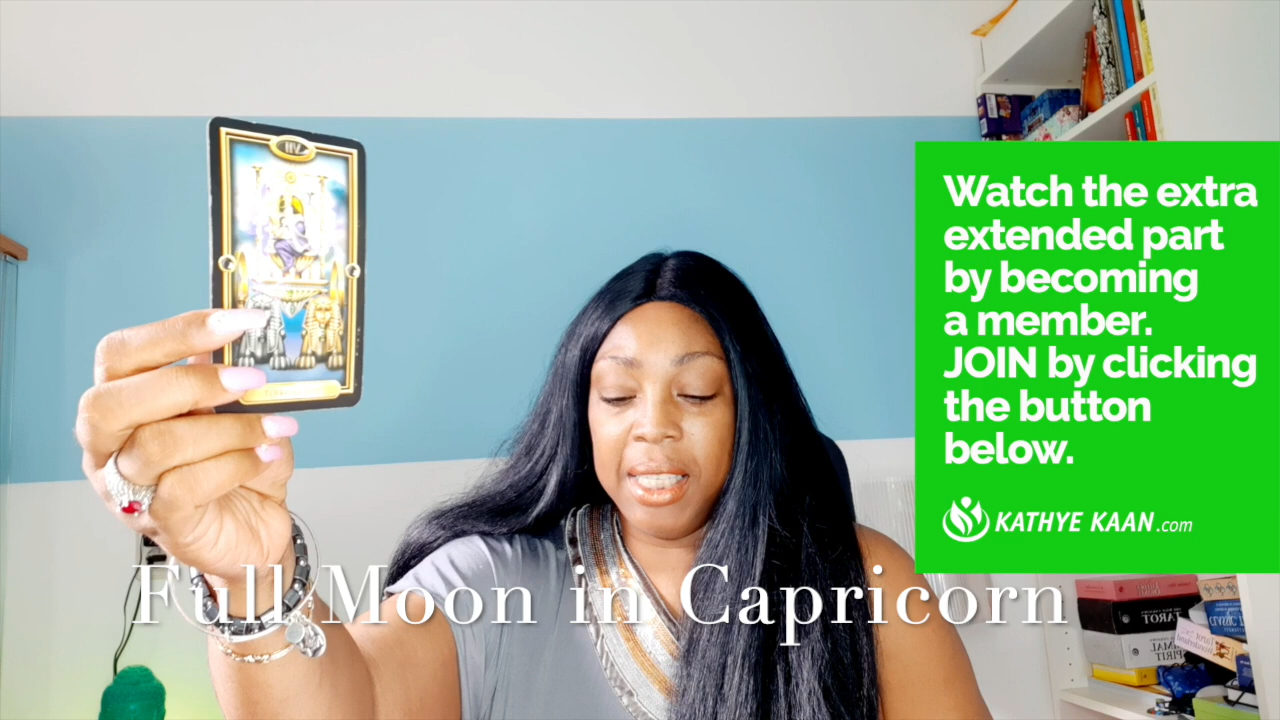 VII
Watch the extra
extended part
by becoming
a member.
JOIN by clicking
the button
below.
KATHYE KAAN.com
Full Moon in Capricorn
TAROT
SPIRIT